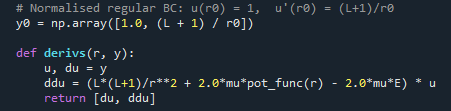 # Normalised regular BC: u(r0) = 1,  u'(r0) = (L+1)/r0
y0 = np.array([1.0, (L + 1) / r0])
def derivs(r, y):
u, du = y
ddu = (L*(L+1)/r**2 + 2.0*mu*pot_func(r) - 2.0*mu*E) * u
return [du, ddu]